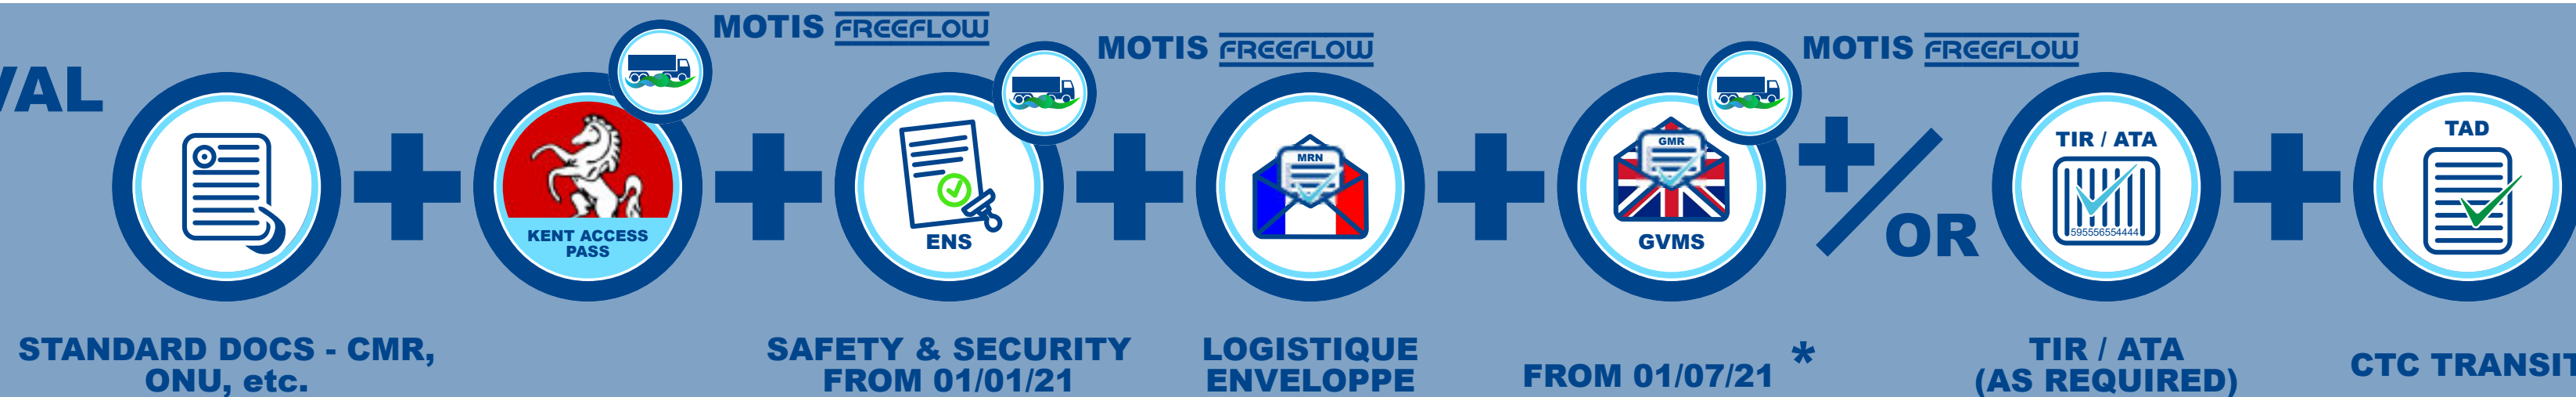 MOTIS FREEFLOW
MOTIS FREEFLOW
MOTIS FREEFLOW
VAL
KENT ACCESS
PASS
ENS
MRN
GMR
GVMS
+/OR
TIR / ATA
595556554444
TAD
STANDARD DOCS - CMR,
ONU, etc.
SAFETY & SECURITY
FROM 01/01/21
LOGISTIQUE
ENVELOPPE
FROM 01/07/21 *
TIR / ATA
(AS REQUIRED)
CTC TRANSIT